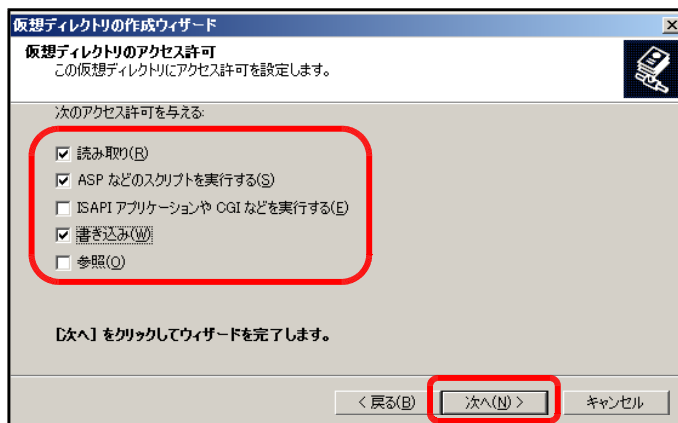 仮想ディレクトリの作成ウィザード
仮想ディレクトリのアクセス許可
この仮想ディレクトリにアクセス許可を設定します。
次のアクセス許可を与える:
読み取り(R)
ASP などのスクリプトを実行する(S)
ISAPI アプリケーションや CGI などを実行する(E)
書き込み(W)
参照(O)
[次へ] をクリックしてウィザードを完了します。
< 戻る(B) 次へ(N) > キャンセル